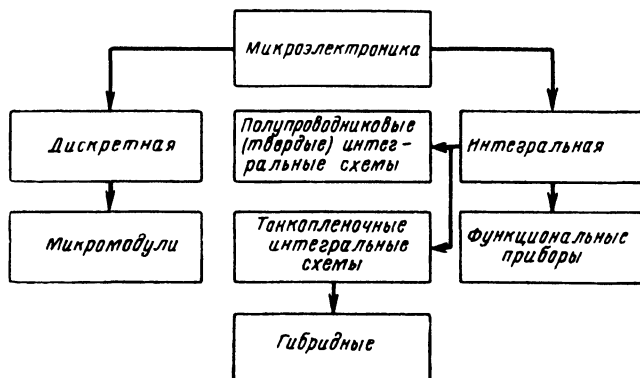 Микроэлектроника
Дискретная
Полупроводниковые
(твердые) интег-
ральные схемы
Интегральная
Микромодули
Тонкопленочные
интегральные
схемы
Функциональные
приборы
Гибридные